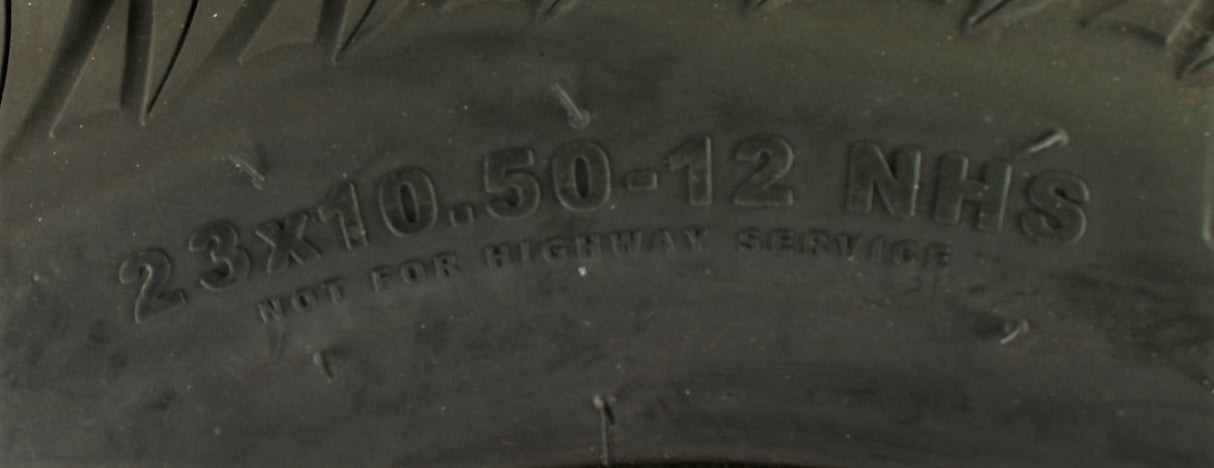 23x10.50-12 NHS
NOT FOR HIGHWAY SERVICE